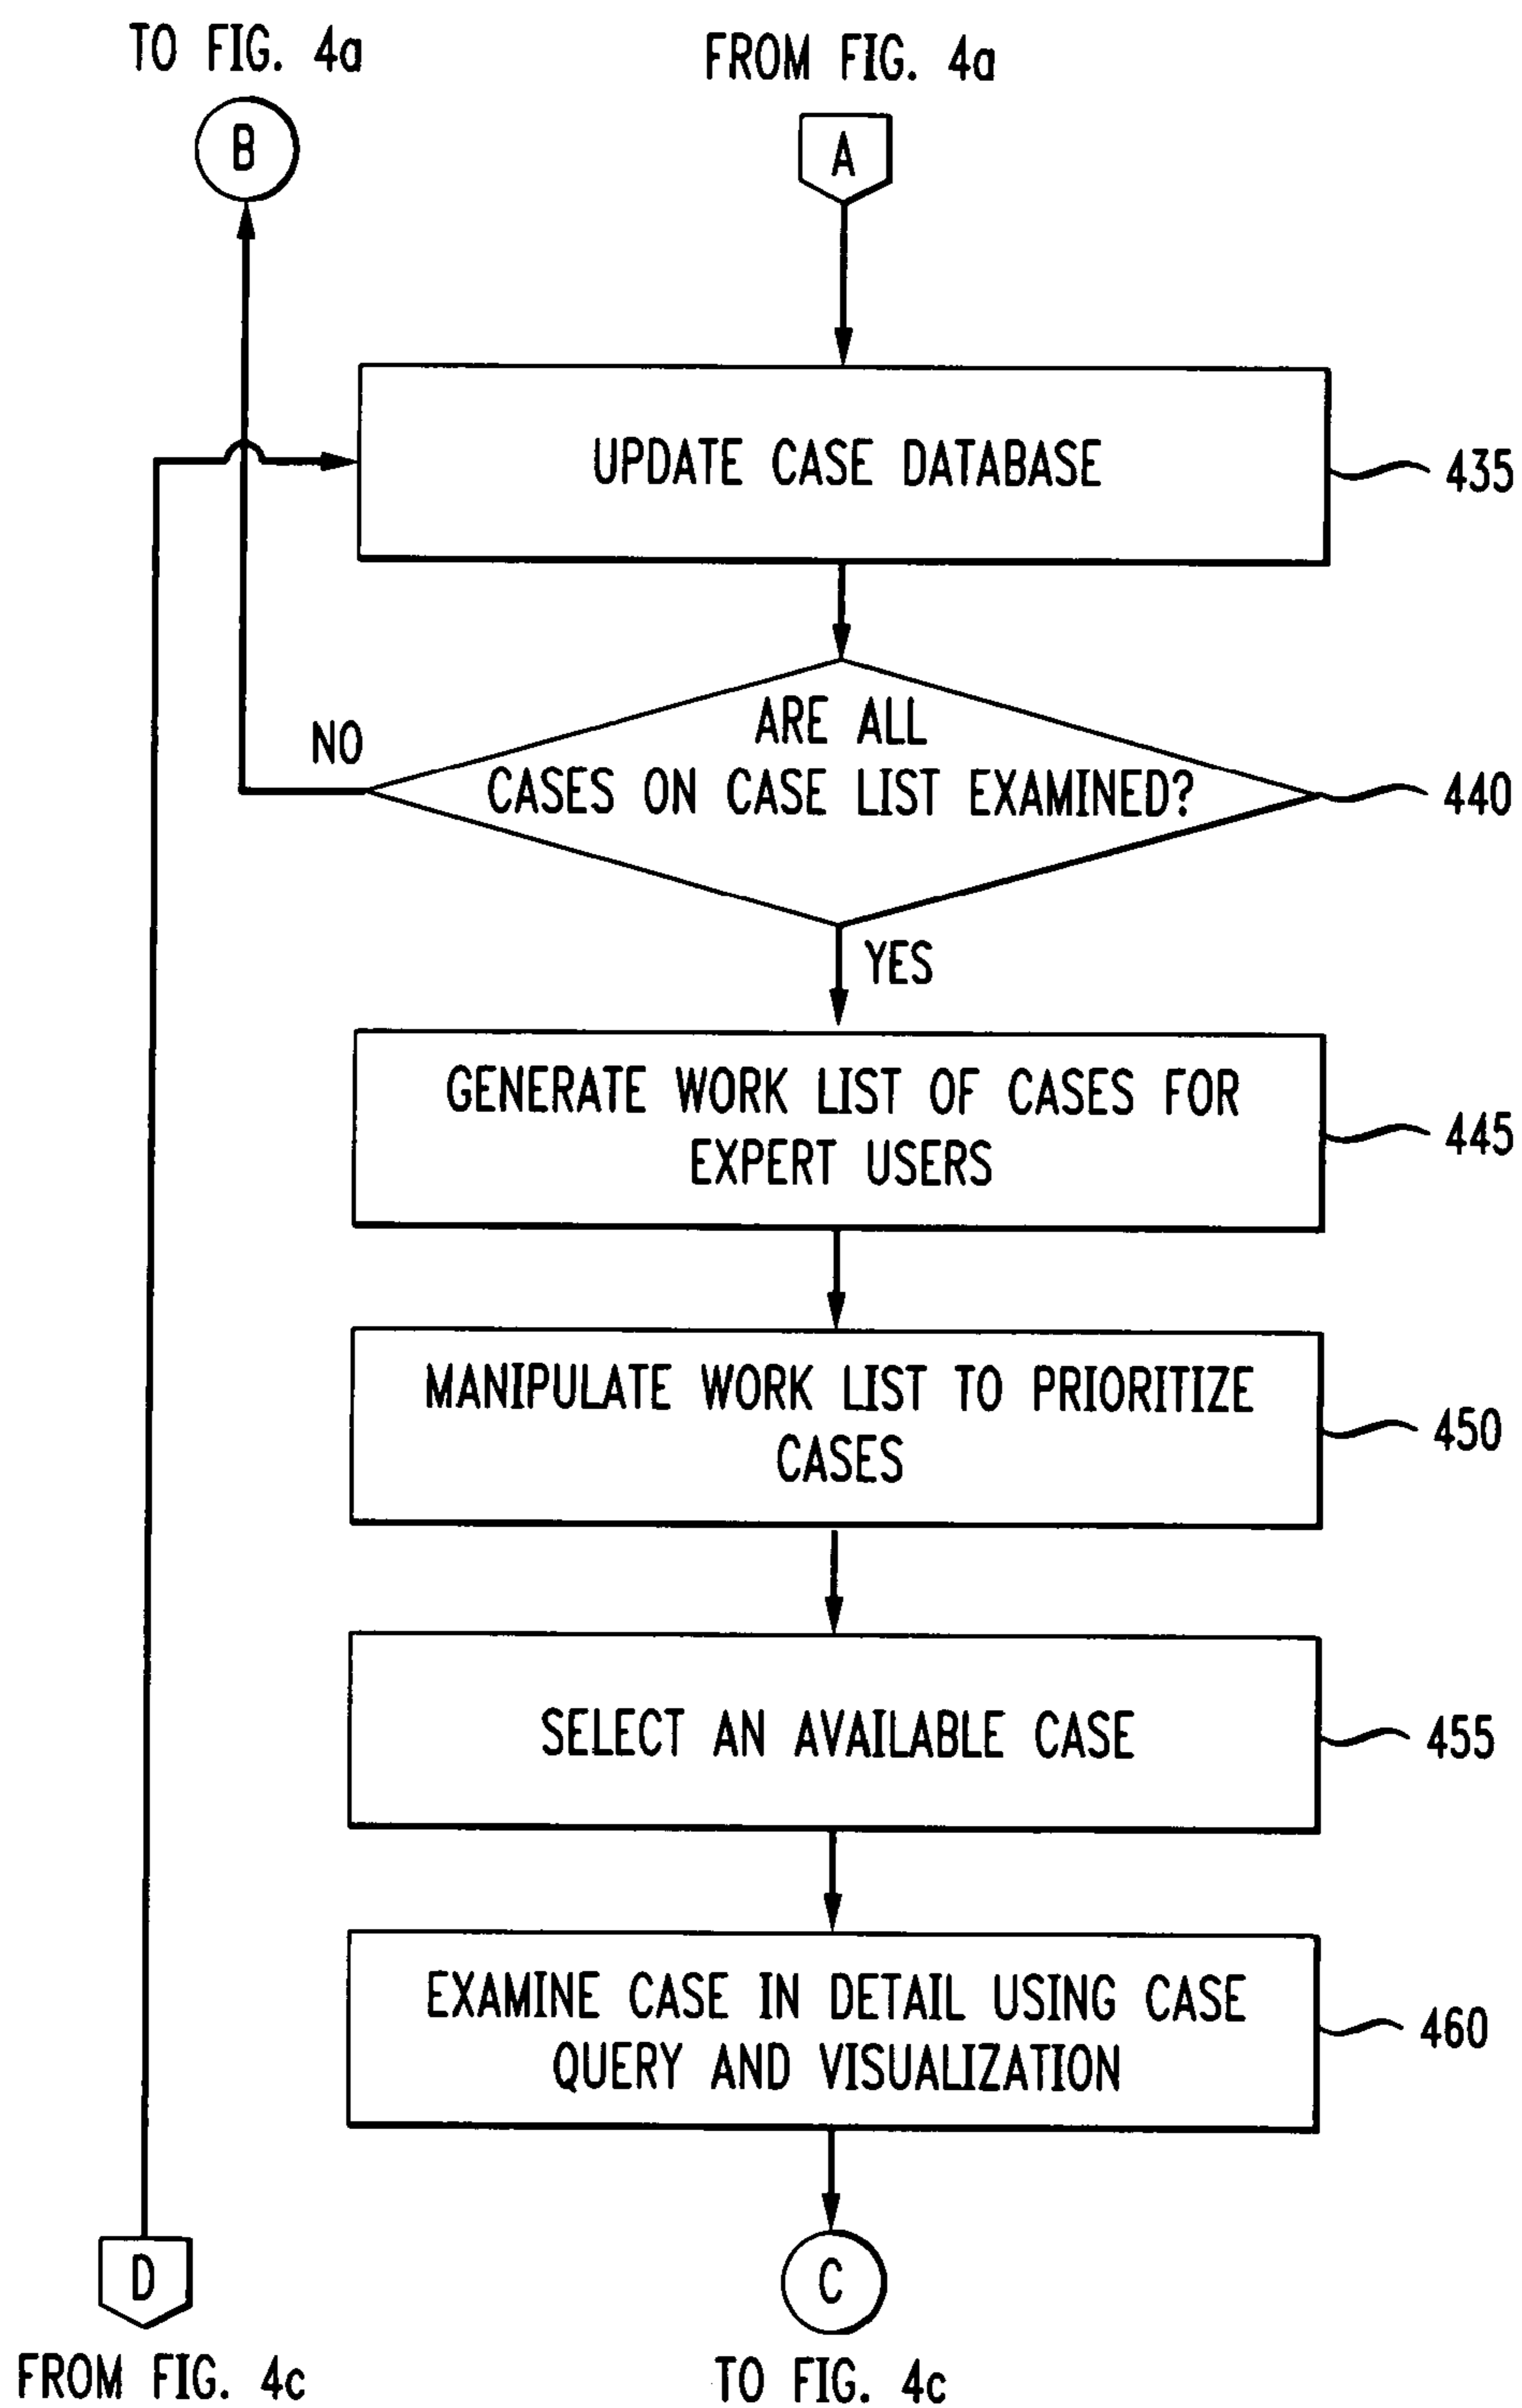 TO FIG. 4a
FROM FIG. 4a
B
A
UPDATE CASE DATABASE
435
ARE ALL
CASES ON CASE LIST EXAMINED?
440
NO
YES
GENERATE WORK LIST OF CASES FOR
EXPERT USERS
445
MANIPULATE WORK LIST TO PRIORITIZE
CASES
450
SELECT AN AVAILABLE CASE
455
EXAMINE CASE IN DETAIL USING CASE
QUERY AND VISUALIZATION
460
D
C
FROM FIG. 4c
TO FIG. 4c